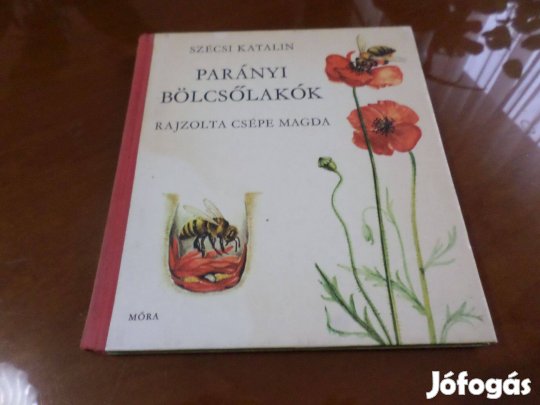 SZÉCSI KATALIN
PARÁNYI
BÖLCSŐLAKÓK
RAJZOLTA CSÉPE MAGDA
MÓRA
Jófogás